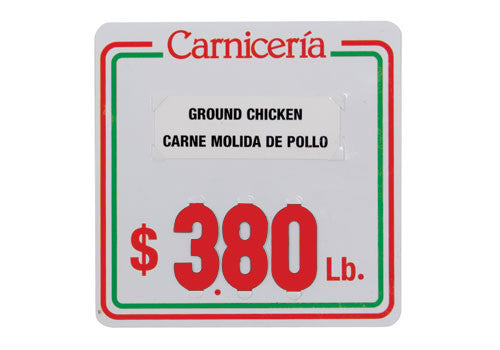 Carnicería
GROUND CHICKEN
CARNE MOLIDA DE POLLO
$ 3.80 Lb.